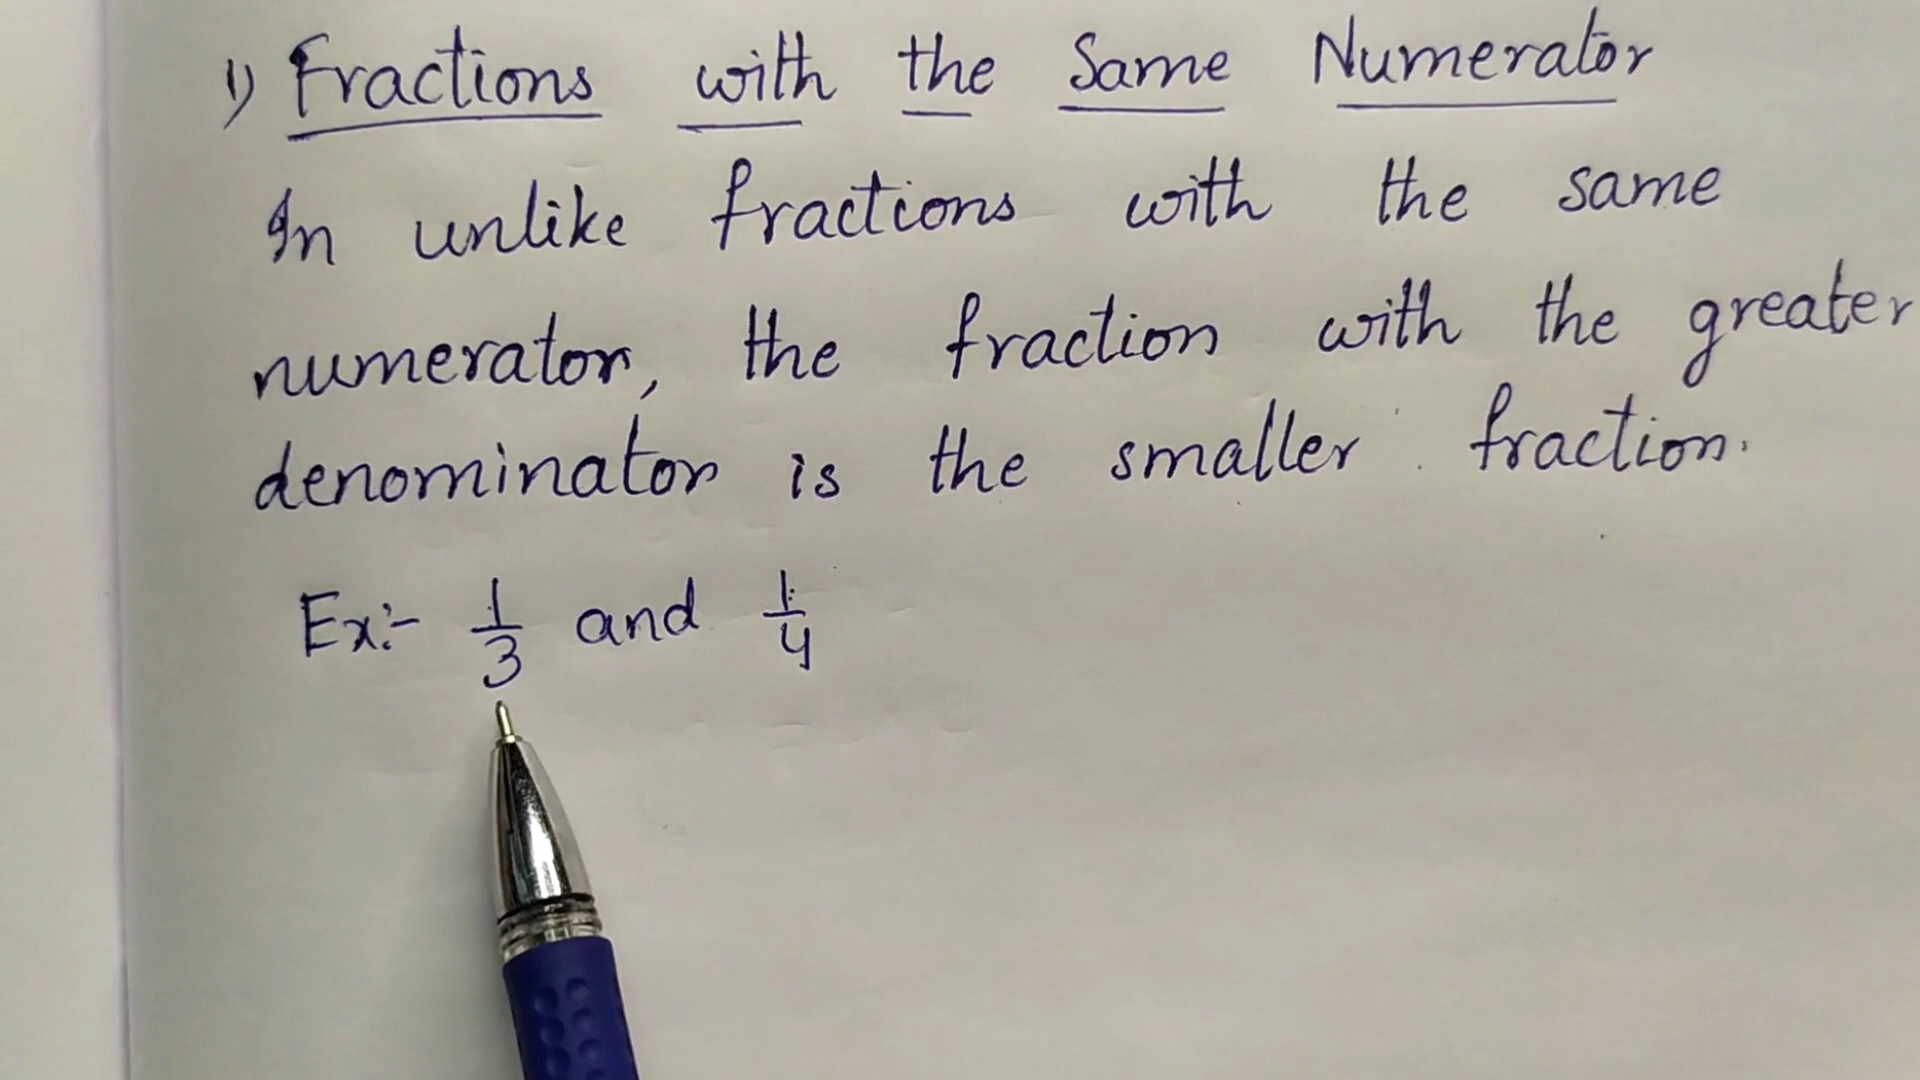 1) Fractions with the Same Numerator
In unlike fractions with the same
numerator, the fraction with the greater
denominator is the smaller fraction.
Ex:- 1/3 and 1/4